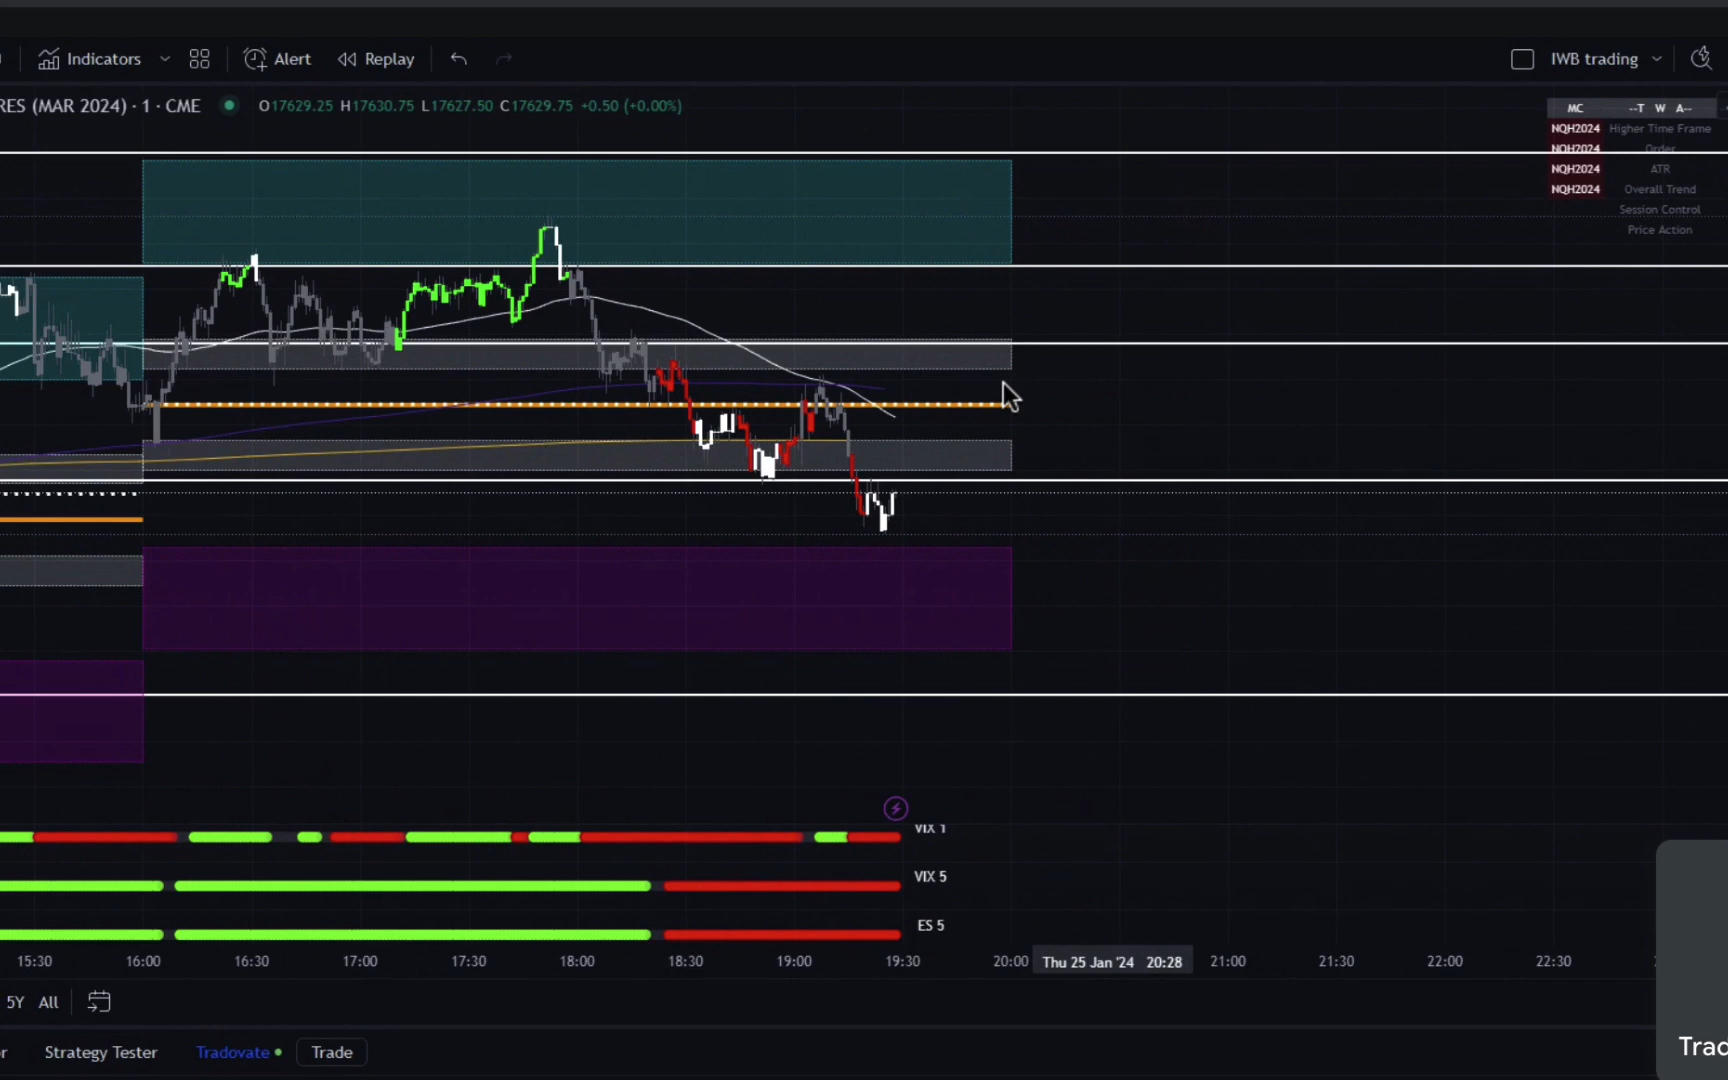 Indicators Alert Replay IWB trading
RES (MAR 2024) · 1 · CME O17629.25 H17630.75 L17627.50 C17629.75 +0.50 (+0.00%)
MC --T W A--
NQH2024 Higher Time Frame
NQH2024 Order
NQH2024 ATR
NQH2024 Overall Trend
Session Control
Price Action
VIX 1
VIX 5
ES 5
15:30 16:00 16:30 17:00 17:30 18:00 18:30 19:00 19:30 20:00 Thu 25 Jan '24 20:28 21:00 21:30 22:00 22:30
5Y All
r Strategy Tester Tradovate Trade
Trad